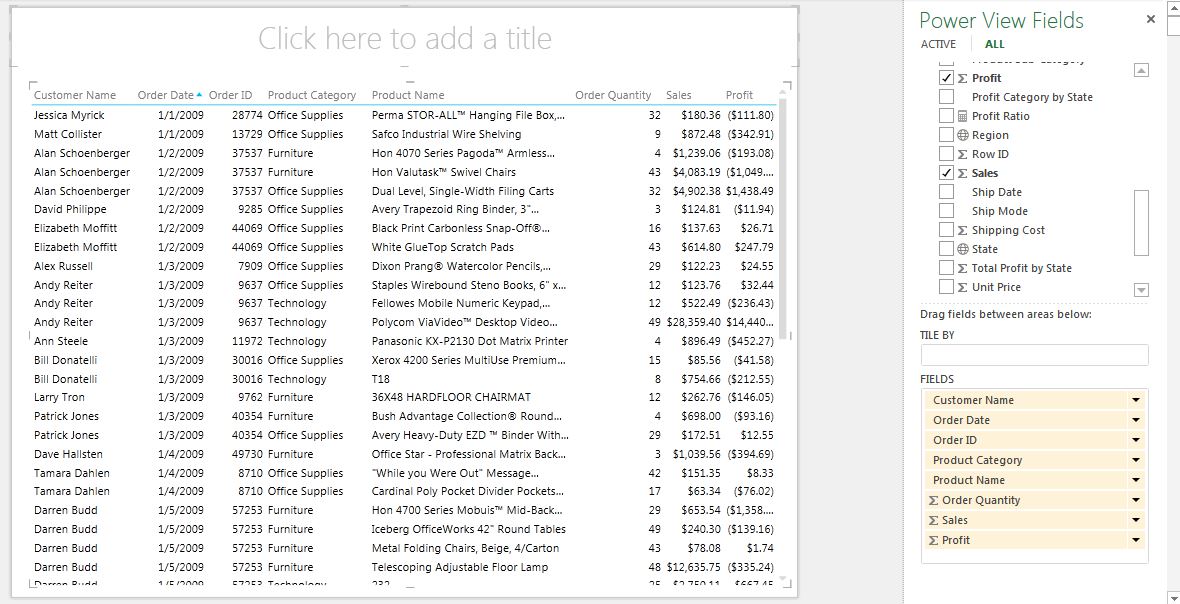 Click here to add a title
Customer Name Order Date Order ID Product Category Product Name Order Quantity Sales Profit
Jessica Myrick 1/1/2009 28774 Office Supplies Perma STOR-ALL™ Hanging File Box,... 32 $180.36 ($111.80)
Matt Collister 1/1/2009 13729 Office Supplies Safco Industrial Wire Shelving 9 $872.48 ($342.91)
Alan Schoenberger 1/2/2009 37537 Furniture Hon 4070 Series Pagoda™ Armless... 4 $1,239.06 ($193.08)
Alan Schoenberger 1/2/2009 37537 Furniture Hon Valutask™ Swivel Chairs 43 $4,083.19 ($1,049....
Alan Schoenberger 1/2/2009 37537 Office Supplies Dual Level, Single-Width Filing Carts 32 $4,902.38 $1,438.49
David Philippe 1/2/2009 9285 Office Supplies Avery Trapezoid Ring Binder, 3"... 3 $124.81 ($11.94)
Elizabeth Moffitt 1/2/2009 44069 Office Supplies Black Print Carbonless Snap-Off®... 16 $137.63 $26.71
Elizabeth Moffitt 1/2/2009 44069 Office Supplies White GlueTop Scratch Pads 43 $614.80 $247.79
Alex Russell 1/3/2009 7909 Office Supplies Dixon Prang® Watercolor Pencils,... 29 $122.23 $24.55
Andy Reiter 1/3/2009 9637 Office Supplies Staples Wirebound Steno Books, 6" x... 12 $123.76 $32.44
Andy Reiter 1/3/2009 9637 Technology Fellowes Mobile Numeric Keypad,... 12 $522.49 ($236.43)
Andy Reiter 1/3/2009 9637 Technology Polycom ViaVideo™ Desktop Video... 49 $28,359.40 $14,440...
Ann Steele 1/3/2009 11972 Technology Panasonic KX-P2130 Dot Matrix Printer 4 $896.49 ($452.27)
Bill Donatelli 1/3/2009 30016 Office Supplies Xerox 4200 Series MultiUse Premium... 15 $85.56 ($41.58)
Bill Donatelli 1/3/2009 30016 Technology T18 8 $754.66 ($212.55)
Larry Tron 1/3/2009 9762 Furniture 36X48 HARDFLOOR CHAIRMAT 12 $262.76 ($146.05)
Patrick Jones 1/3/2009 40354 Furniture Bush Advantage Collection® Round... 4 $698.00 ($93.16)
Patrick Jones 1/3/2009 40354 Office Supplies Avery Heavy-Duty EZD ™ Binder With... 29 $172.51 $12.55
Dave Hallsten 1/4/2009 49730 Furniture Office Star - Professional Matrix Back... 3 $1,039.56 ($394.69)
Tamara Dahlen 1/4/2009 8710 Office Supplies "While you Were Out" Message... 42 $151.35 $8.33
Tamara Dahlen 1/4/2009 8710 Office Supplies Cardinal Poly Pocket Divider Pockets... 17 $63.34 ($76.02)
Darren Budd 1/5/2009 57253 Furniture Hon 4700 Series Mobuis™ Mid-Back... 29 $653.54 ($1,358....
Darren Budd 1/5/2009 57253 Furniture Iceberg OfficeWorks 42" Round Tables 49 $240.30 ($139.16)
Darren Budd 1/5/2009 57253 Furniture Metal Folding Chairs, Beige, 4/Carton 43 $78.08 $1.74
Darren Budd 1/5/2009 57253 Furniture Telescoping Adjustable Floor Lamp 48 $12,635.75 ($335.24)
Darren Budd 1/5/2009 57253 Technology 232
Power View Fields
ACTIVE ALL
Profit
Profit Category by State
Profit Ratio
Region
Row ID
Sales
Ship Date
Ship Mode
Shipping Cost
State
Total Profit by State
Unit Price
Drag fields between areas below:
TILE BY
FIELDS
Customer Name
Order Date
Order ID
Product Category
Product Name
Σ Order Quantity
Σ Sales
Σ Profit